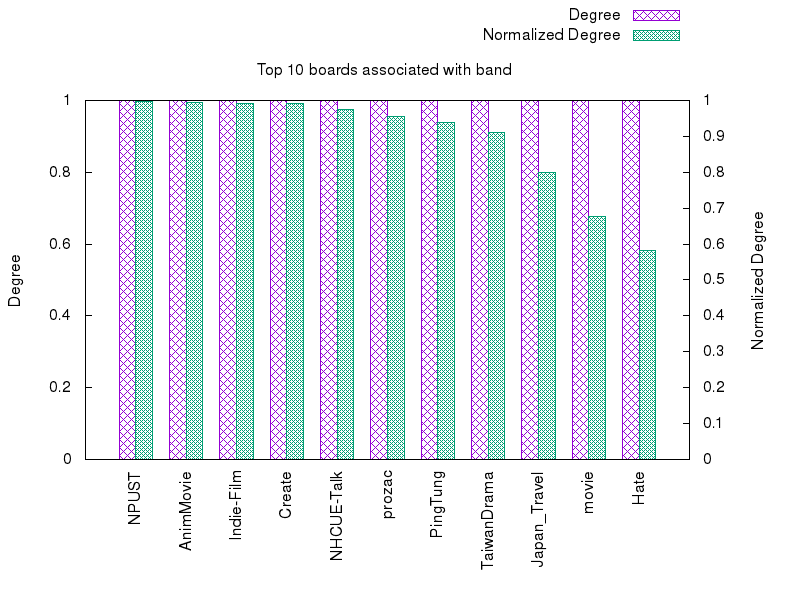 Degree
Normalized Degree
Top 10 boards associated with band
1
0.8
0.6
0.4
0.2
0
1
0.9
0.8
0.7
0.6
0.5
0.4
0.3
0.2
0.1
0
Degree
Normalized Degree
NPUST
AnimMovie
Indie-Film
Create
NHCUE-Talk
prozac
PingTung
TaiwanDrama
Japan_Travel
movie
Hate